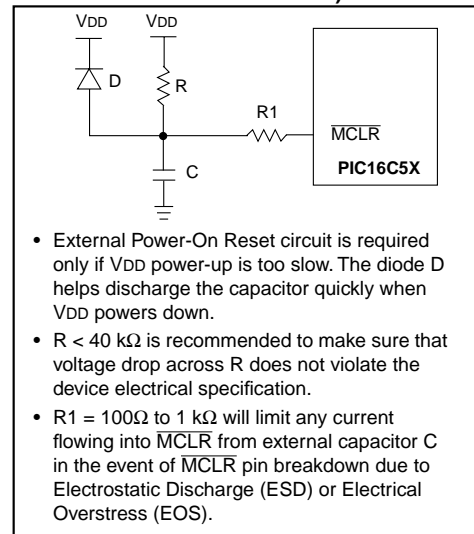 VDD VDD
D
R
R1
MCLR
C
PIC16C5X
• External Power-On Reset circuit is required
only if VDD power-up is too slow. The diode D
helps discharge the capacitor quickly when
VDD powers down.
• R < 40 kΩ is recommended to make sure that
voltage drop across R does not violate the
device electrical specification.
• R1 = 100Ω to 1 kΩ will limit any current
flowing into MCLR from external capacitor C
in the event of MCLR pin breakdown due to
Electrostatic Discharge (ESD) or Electrical
Overstress (EOS).